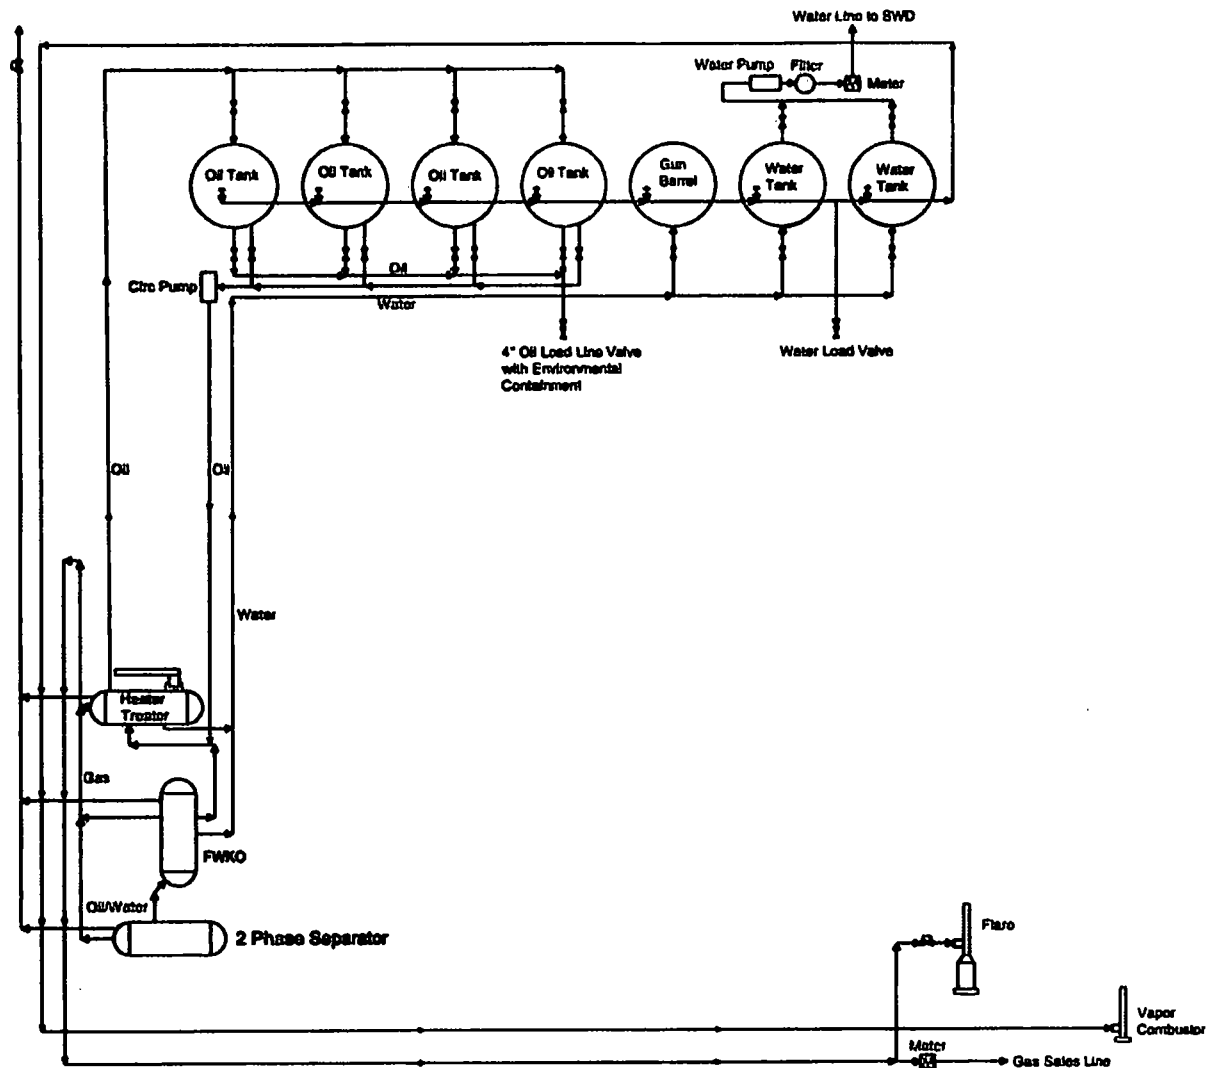 Water Line to SWD
Water Pump
Filter
Meter
Oil Tank
Oil Tank
Oil Tank
Oil Tank
Gun
Barrel
Water
Tank
Water
Tank
Oil
Circ Pump
Water
4" Oil Load Line Valve
with Environmental
Containment
Water Load Valve
Oil
Oil
Water
Heater
Treater
Gas
FWKO
Oil/Water
2 Phase Separator
Flare
Vapor
Combustor
Meter
Gas Sales Line